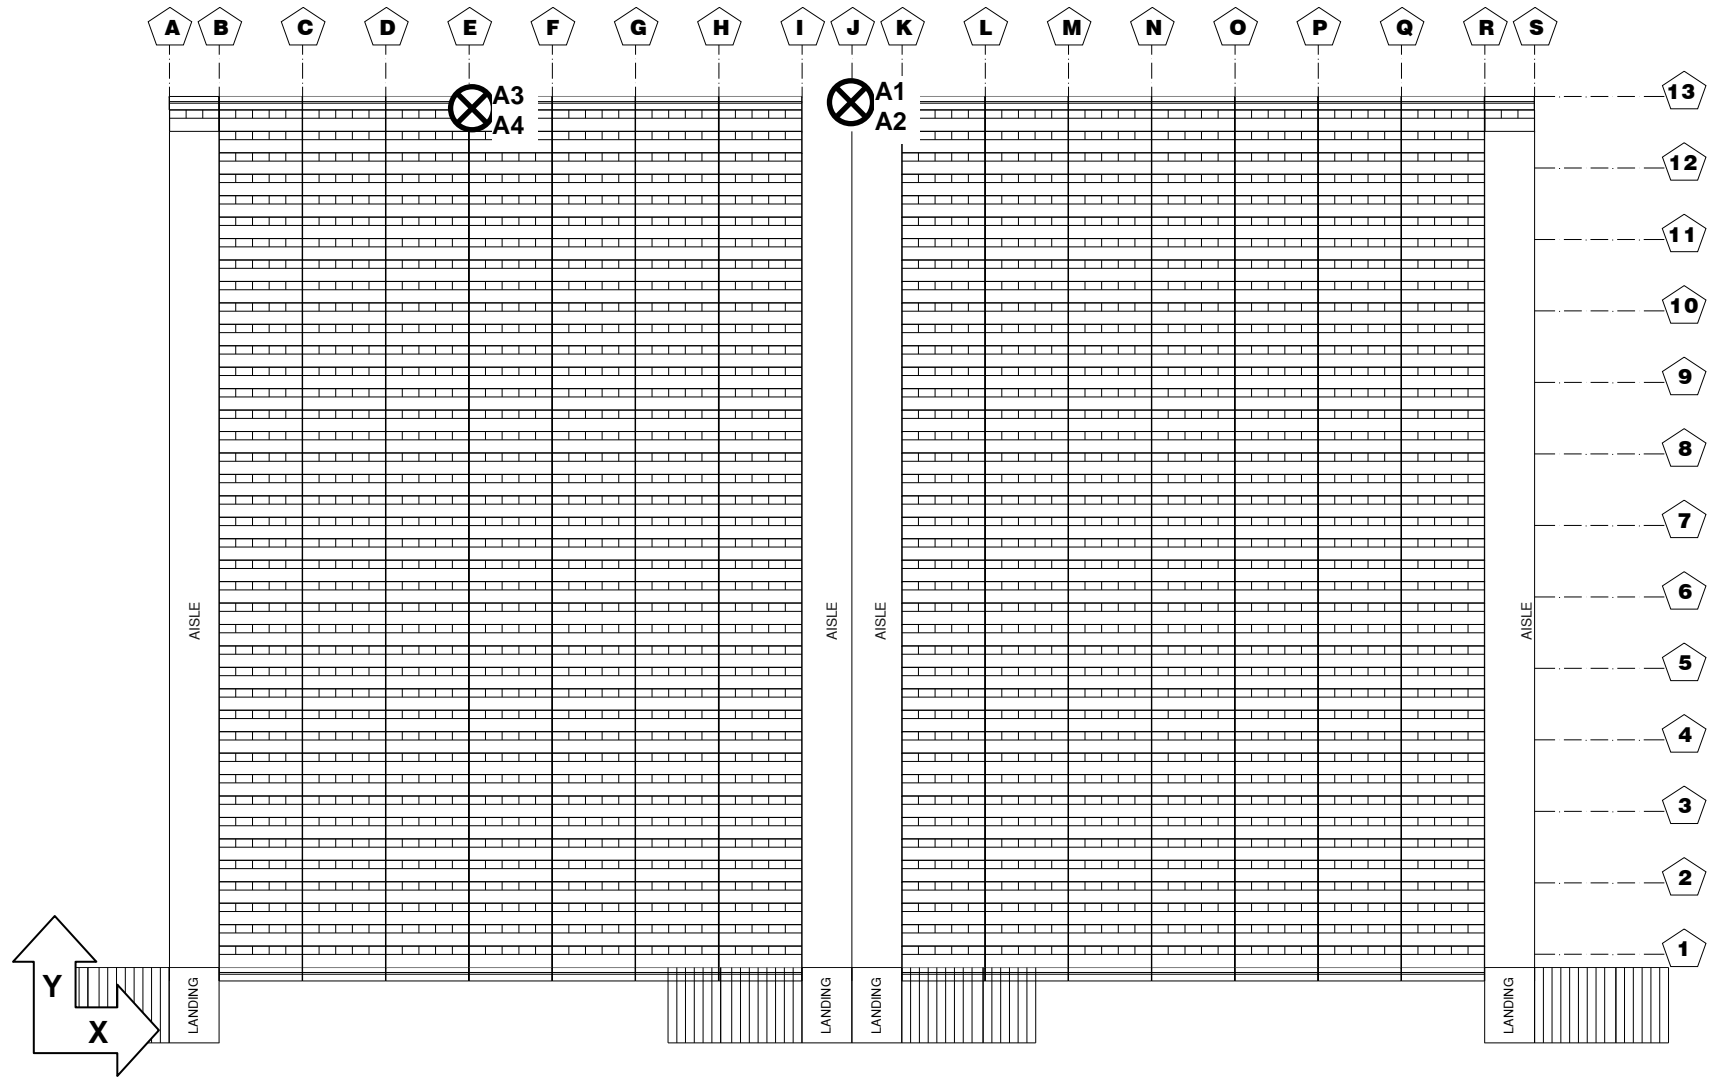 A B C D E F G H I J K L M N O P Q R S
A3 A1 13
A4 A2
12
11
10
9
8
7
6
AISLE AISLE AISLE AISLE
5
4
3
2
1
Y LANDING LANDING LANDING LANDING
X